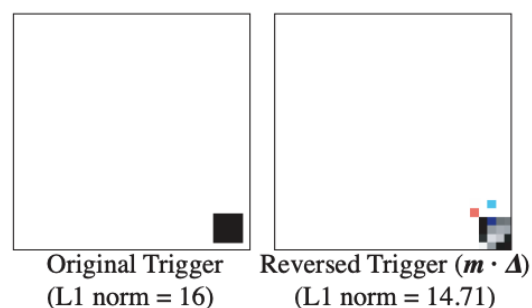 Original Trigger
(L1 norm = 16)
Reversed Trigger (m · Δ)
(L1 norm = 14.71)